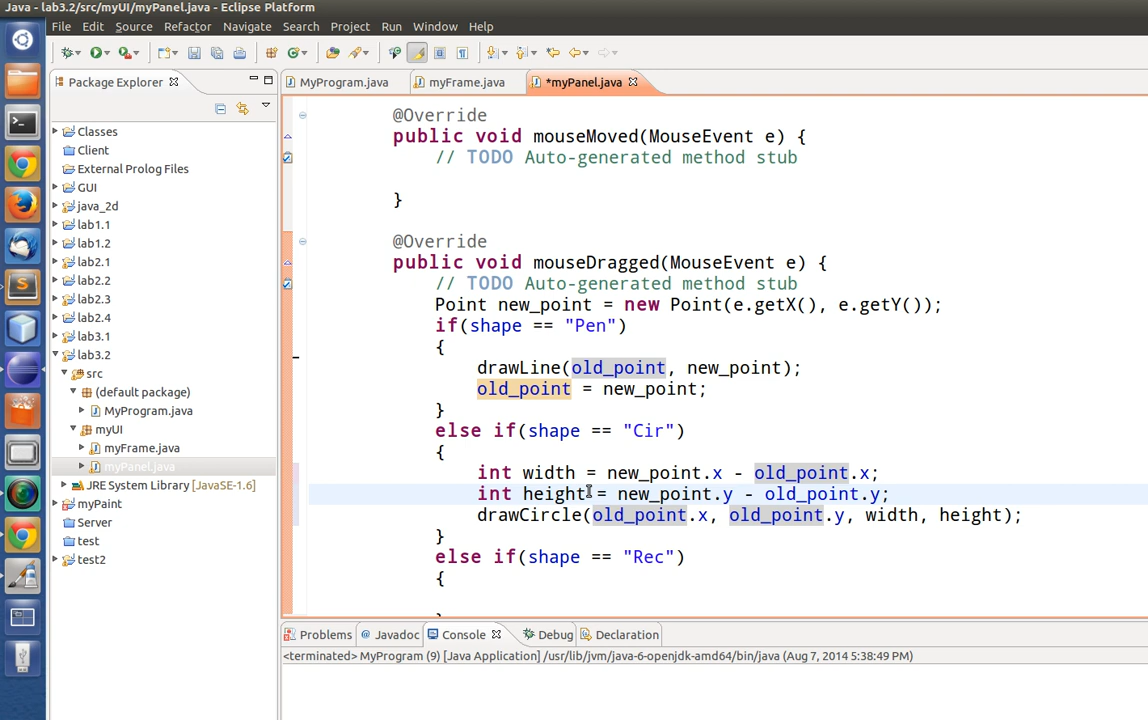 Java - lab3.2/src/myUI/myPanel.java - Eclipse Platform
File Edit Source Refactor Navigate Search Project Run Window Help
Package Explorer
MyProgram.java myFrame.java *myPanel.java
Classes
Client
External Prolog Files
GUI
java_2d
lab1.1
lab1.2
lab2.1
lab2.2
lab2.3
lab2.4
lab3.1
lab3.2
src
(default package)
MyProgram.java
myUI
myFrame.java
myPanel.java
JRE System Library [JavaSE-1.6]
myPaint
Server
test
test2
@Override
public void mouseMoved(MouseEvent e) {
// TODO Auto-generated method stub
}
@Override
public void mouseDragged(MouseEvent e) {
// TODO Auto-generated method stub
Point new_point = new Point(e.getX(), e.getY());
if(shape == "Pen")
{
drawLine(old_point, new_point);
old_point = new_point;
}
else if(shape == "Cir")
{
int width = new_point.x - old_point.x;
int height = new_point.y - old_point.y;
drawCircle(old_point.x, old_point.y, width, height);
}
else if(shape == "Rec")
{
}
Problems @ Javadoc Console Debug Declaration
<terminated> MyProgram (9) [Java Application] /usr/lib/jvm/java-6-openjdk-amd64/bin/java (Aug 7, 2014 5:38:49 PM)